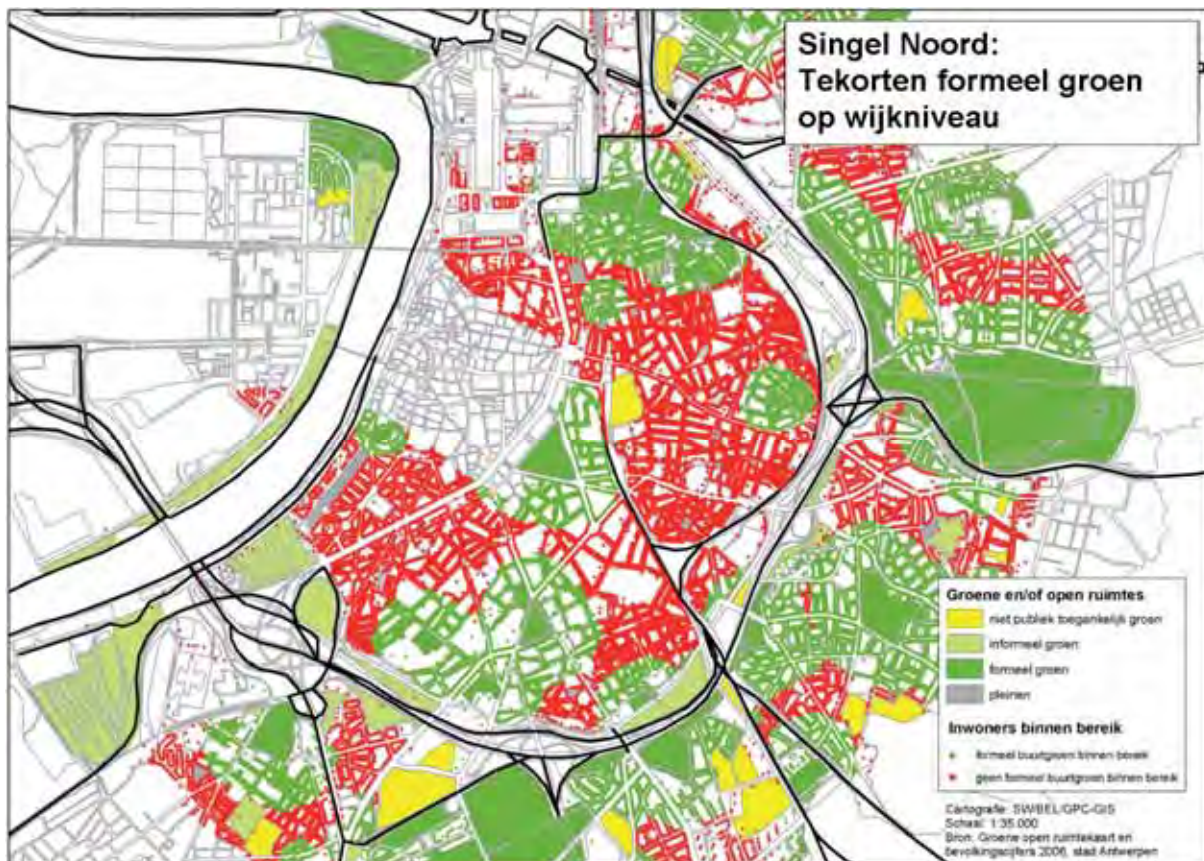 Singel Noord:
Tekorten formeel groen
op wijkniveau
Groene en/of open ruimtes
niet publiek toegankelijk groen
informeel groen
formeel groen
pleinen
Inwoners binnen bereik
formeel buurtgroen binnen bereik
geen formeel buurtgroen binnen bereik
Cartografie: SW/BEL/GPC-GIS
Schaal: 1:35.000
Bron: Groene open ruimtekaart en
bevolkingscijfers 2006, stad Antwerpen